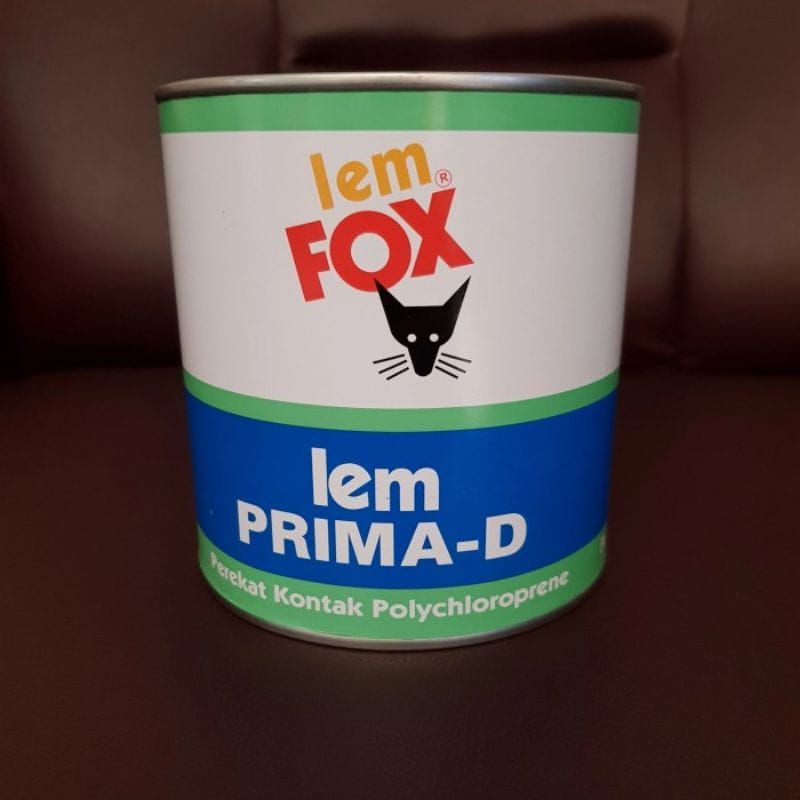 lem®
FOX
lem
PRIMA-D
Perekat Kontak Polychloroprene